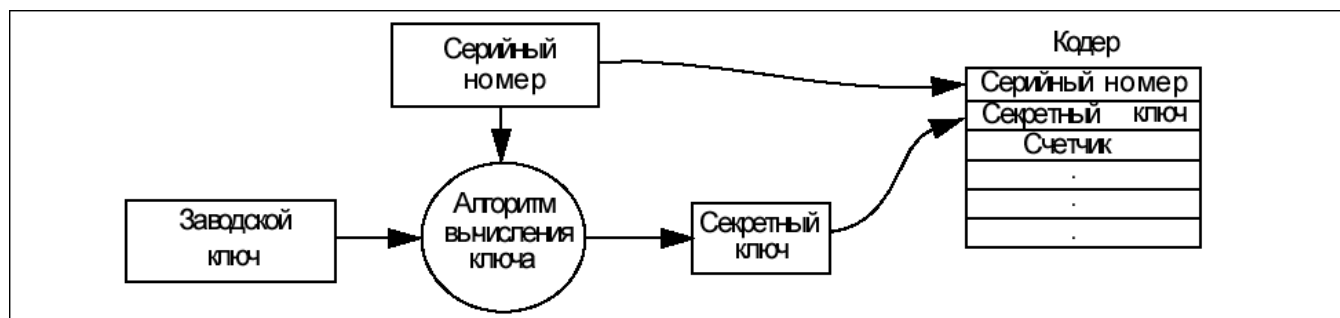 Серийный
номер
Кодер
Серийный номер
Секретный ключ
Счетчик
.
.
.
Заводской
ключ
Алгоритм
вычисления
ключа
Секретный
ключ